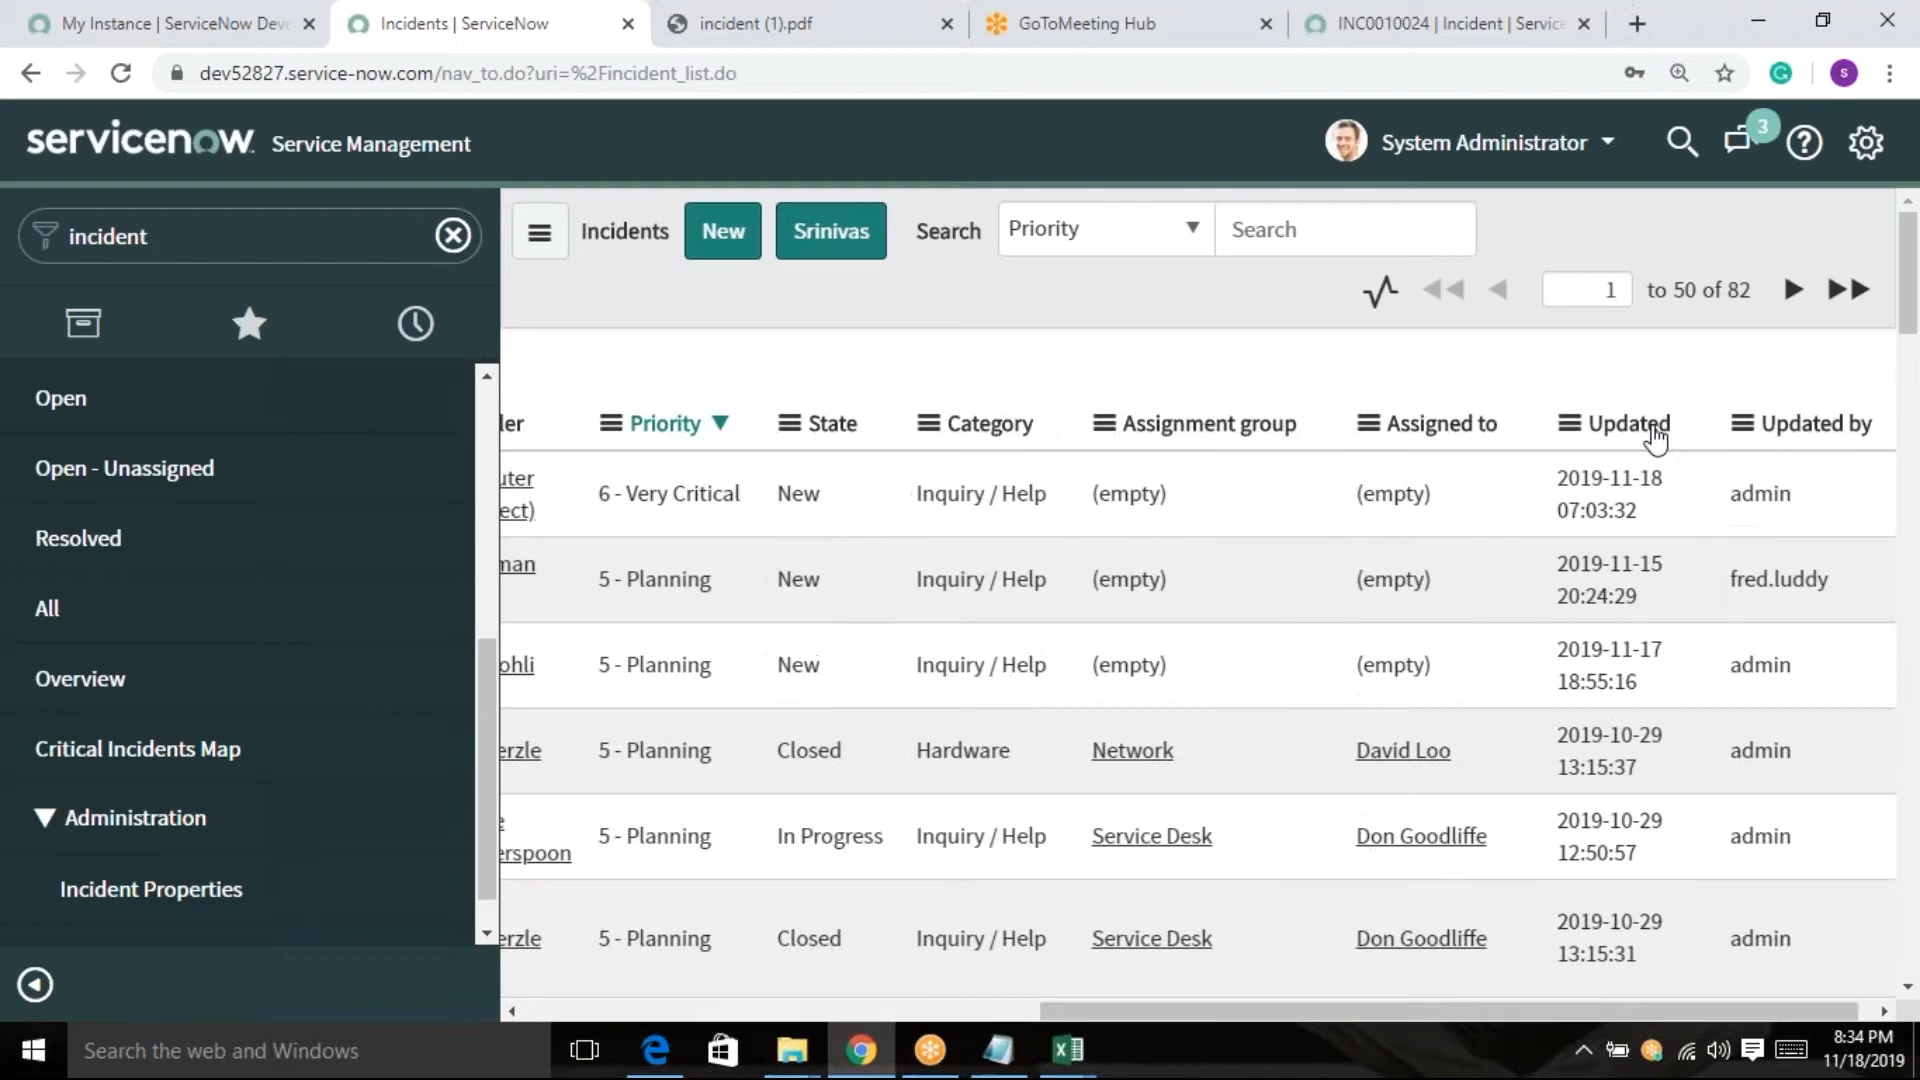 My Instance | ServiceNow Dev
Incidents | ServiceNow
incident (1).pdf
GoToMeeting Hub
INC0010024 | Incident | Service
dev52827.service-now.com/nav_to.do?uri=%2Fincident_list.do
s
servicenow Service Management
System Administrator
3
incident
Incidents
New
Srinivas
Search
Priority
Search
1 to 50 of 82
Open
Open - Unassigned
Resolved
All
Overview
Critical Incidents Map
Administration
Incident Properties
ler Priority State Category Assignment group Assigned to Updated Updated by
uter 6 - Very Critical New Inquiry / Help (empty) (empty) 2019-11-18 admin
ect) 07:03:32
man 5 - Planning New Inquiry / Help (empty) (empty) 2019-11-15 fred.luddy
20:24:29
ohli 5 - Planning New Inquiry / Help (empty) (empty) 2019-11-17 admin
18:55:16
erzle 5 - Planning Closed Hardware Network David Loo 2019-10-29 admin
13:15:37
e 5 - Planning In Progress Inquiry / Help Service Desk Don Goodliffe 2019-10-29 admin
erspoon 12:50:57
erzle 5 - Planning Closed Inquiry / Help Service Desk Don Goodliffe 2019-10-29 admin
13:15:31
Search the web and Windows
8:34 PM
11/18/2019